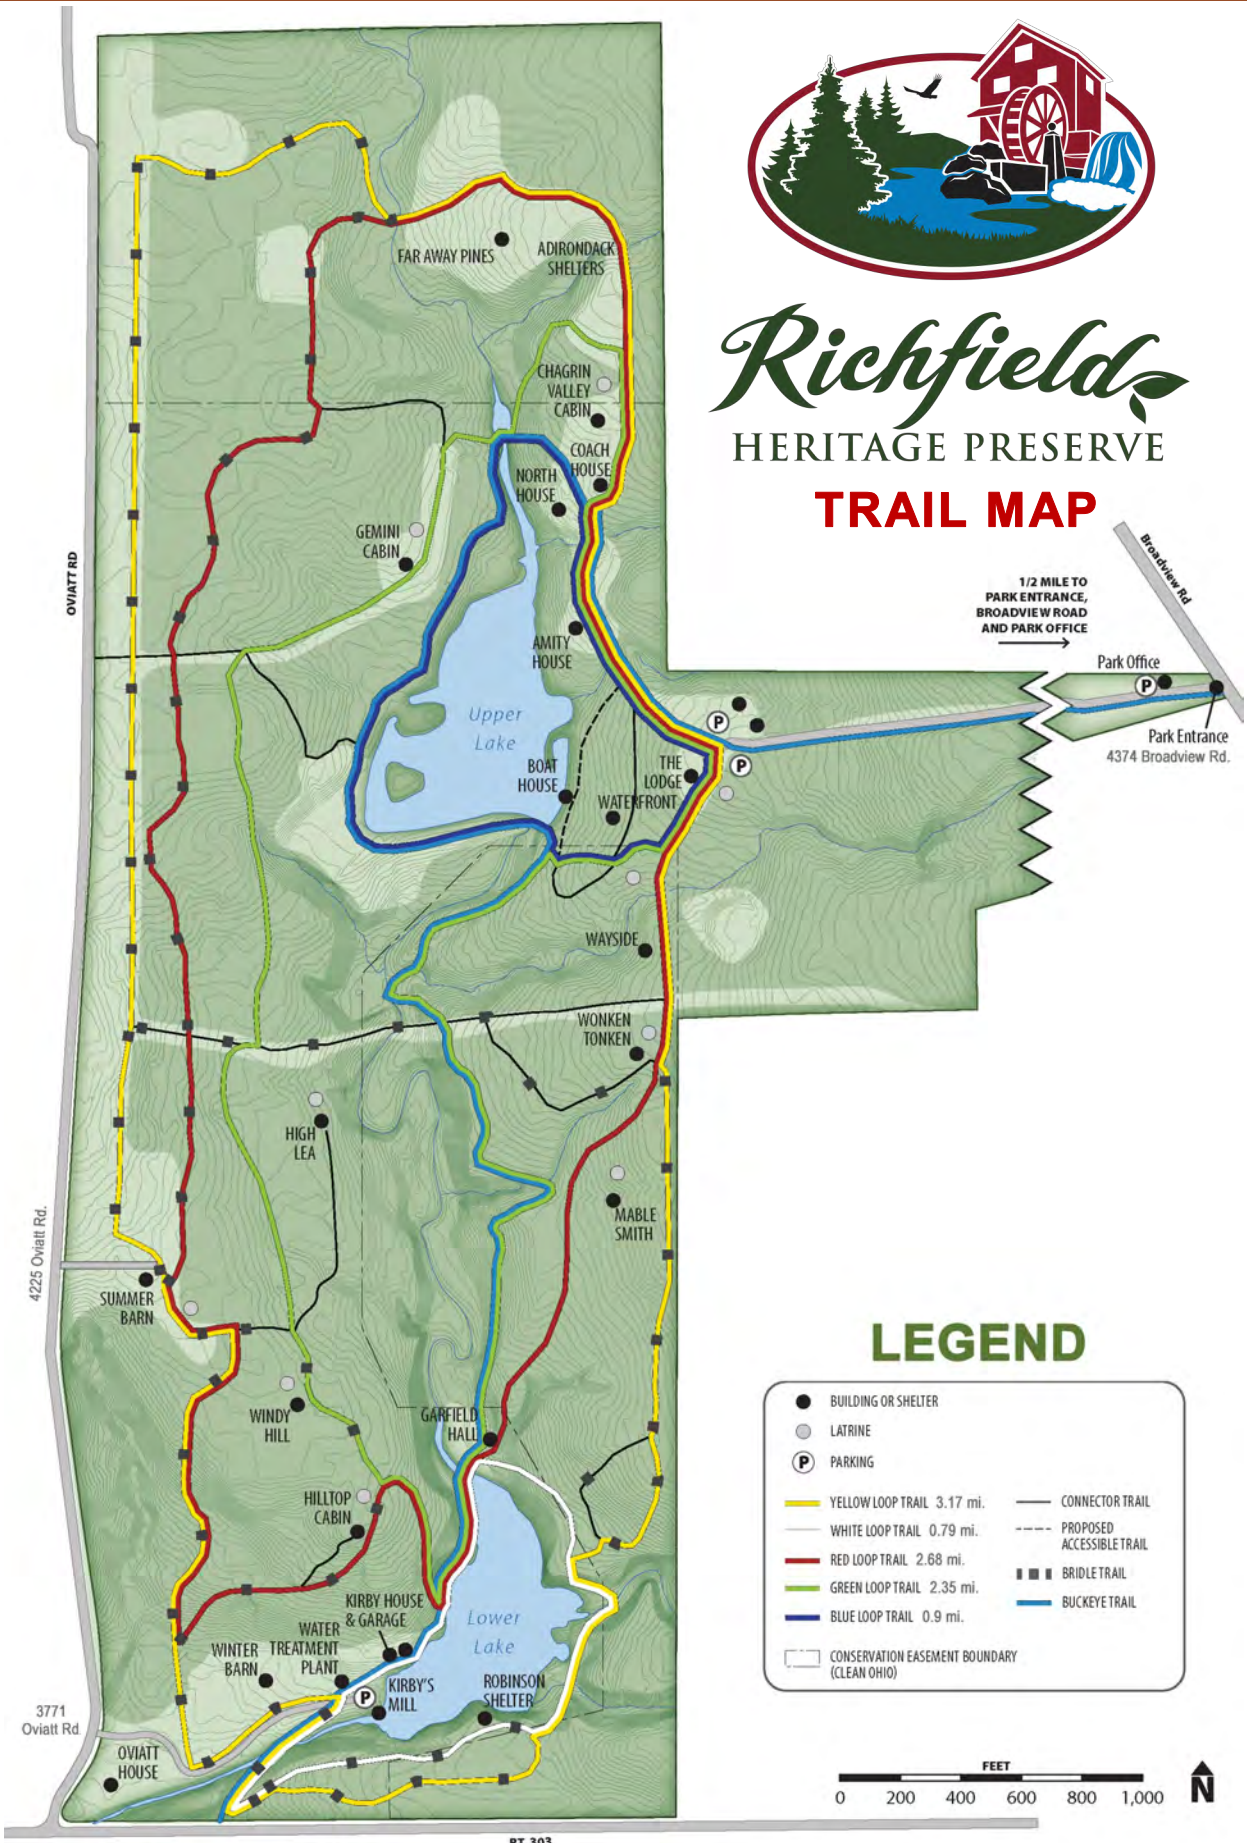 Richfield
HERITAGE PRESERVE
TRAIL MAP
FAR AWAY PINES
ADIRONDACK
SHELTERS
CHAGRIN
VALLEY
CABIN
COACH
HOUSE
NORTH
HOUSE
GEMINI
CABIN
OVIATT RD
Broadview Rd
1/2 MILE TO
PARK ENTRANCE,
BROADVIEW ROAD
AND PARK OFFICE
AMITY
HOUSE
Park Office
P
Park Entrance
4374 Broadview Rd.
Upper
Lake
P
P
BOAT
HOUSE
THE
LODGE
WATERFRONT
WAYSIDE
WONKEN
TONKEN
HIGH
LEA
MABLE
SMITH
4225 Oviatt Rd.
SUMMER
BARN
WINDY
HILL
GARFIELD
HALL
HILLTOP
CABIN
KIRBY HOUSE
& GARAGE
WATER
TREATMENT
PLANT
WINTER
BARN
Lower
Lake
P
KIRBY'S
MILL
ROBINSON
SHELTER
3771
Oviatt Rd
OVIATT
HOUSE
RT 303
LEGEND
BUILDING OR SHELTER
LATRINE
P PARKING
YELLOW LOOP TRAIL 3.17 mi.
WHITE LOOP TRAIL 0.79 mi.
RED LOOP TRAIL 2.68 mi.
GREEN LOOP TRAIL 2.35 mi.
BLUE LOOP TRAIL 0.9 mi.
CONNECTOR TRAIL
PROPOSED
ACCESSIBLE TRAIL
BRIDLE TRAIL
BUCKEYE TRAIL
CONSERVATION EASEMENT BOUNDARY
(CLEAN OHIO)
FEET
0 200 400 600 800 1,000
N